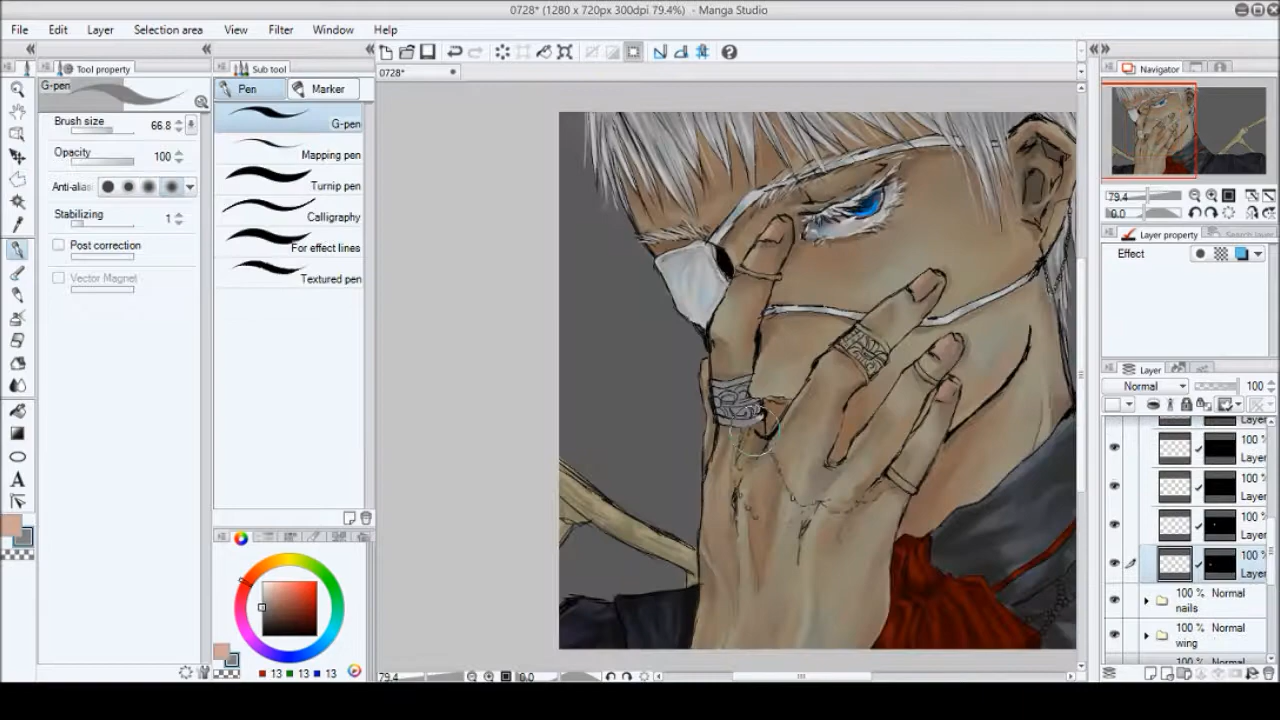 0728* (1280 x 720px 300dpi 79.4%) - Manga Studio
File Edit Layer Selection area View Filter Window Help
Tool property
Sub tool
0728*
Navigator
G-pen
Pen
Marker
Brush size 66.8
G-pen
Opacity 100
Mapping pen
Anti-alias
Turnip pen
Stabilizing 1
Calligraphy
Post correction
For effect lines
Vector Magnet
Textured pen
79.4
0.0
Layer property
Search layer
Effect
Layer
Normal 100
Layer
100 %
Layer
100 %
Layer
100 %
Layer
100 %
Layer
100 % Normal
nails
100 % Normal
wing
100 % Normal
13 13 13
79.4 0.0